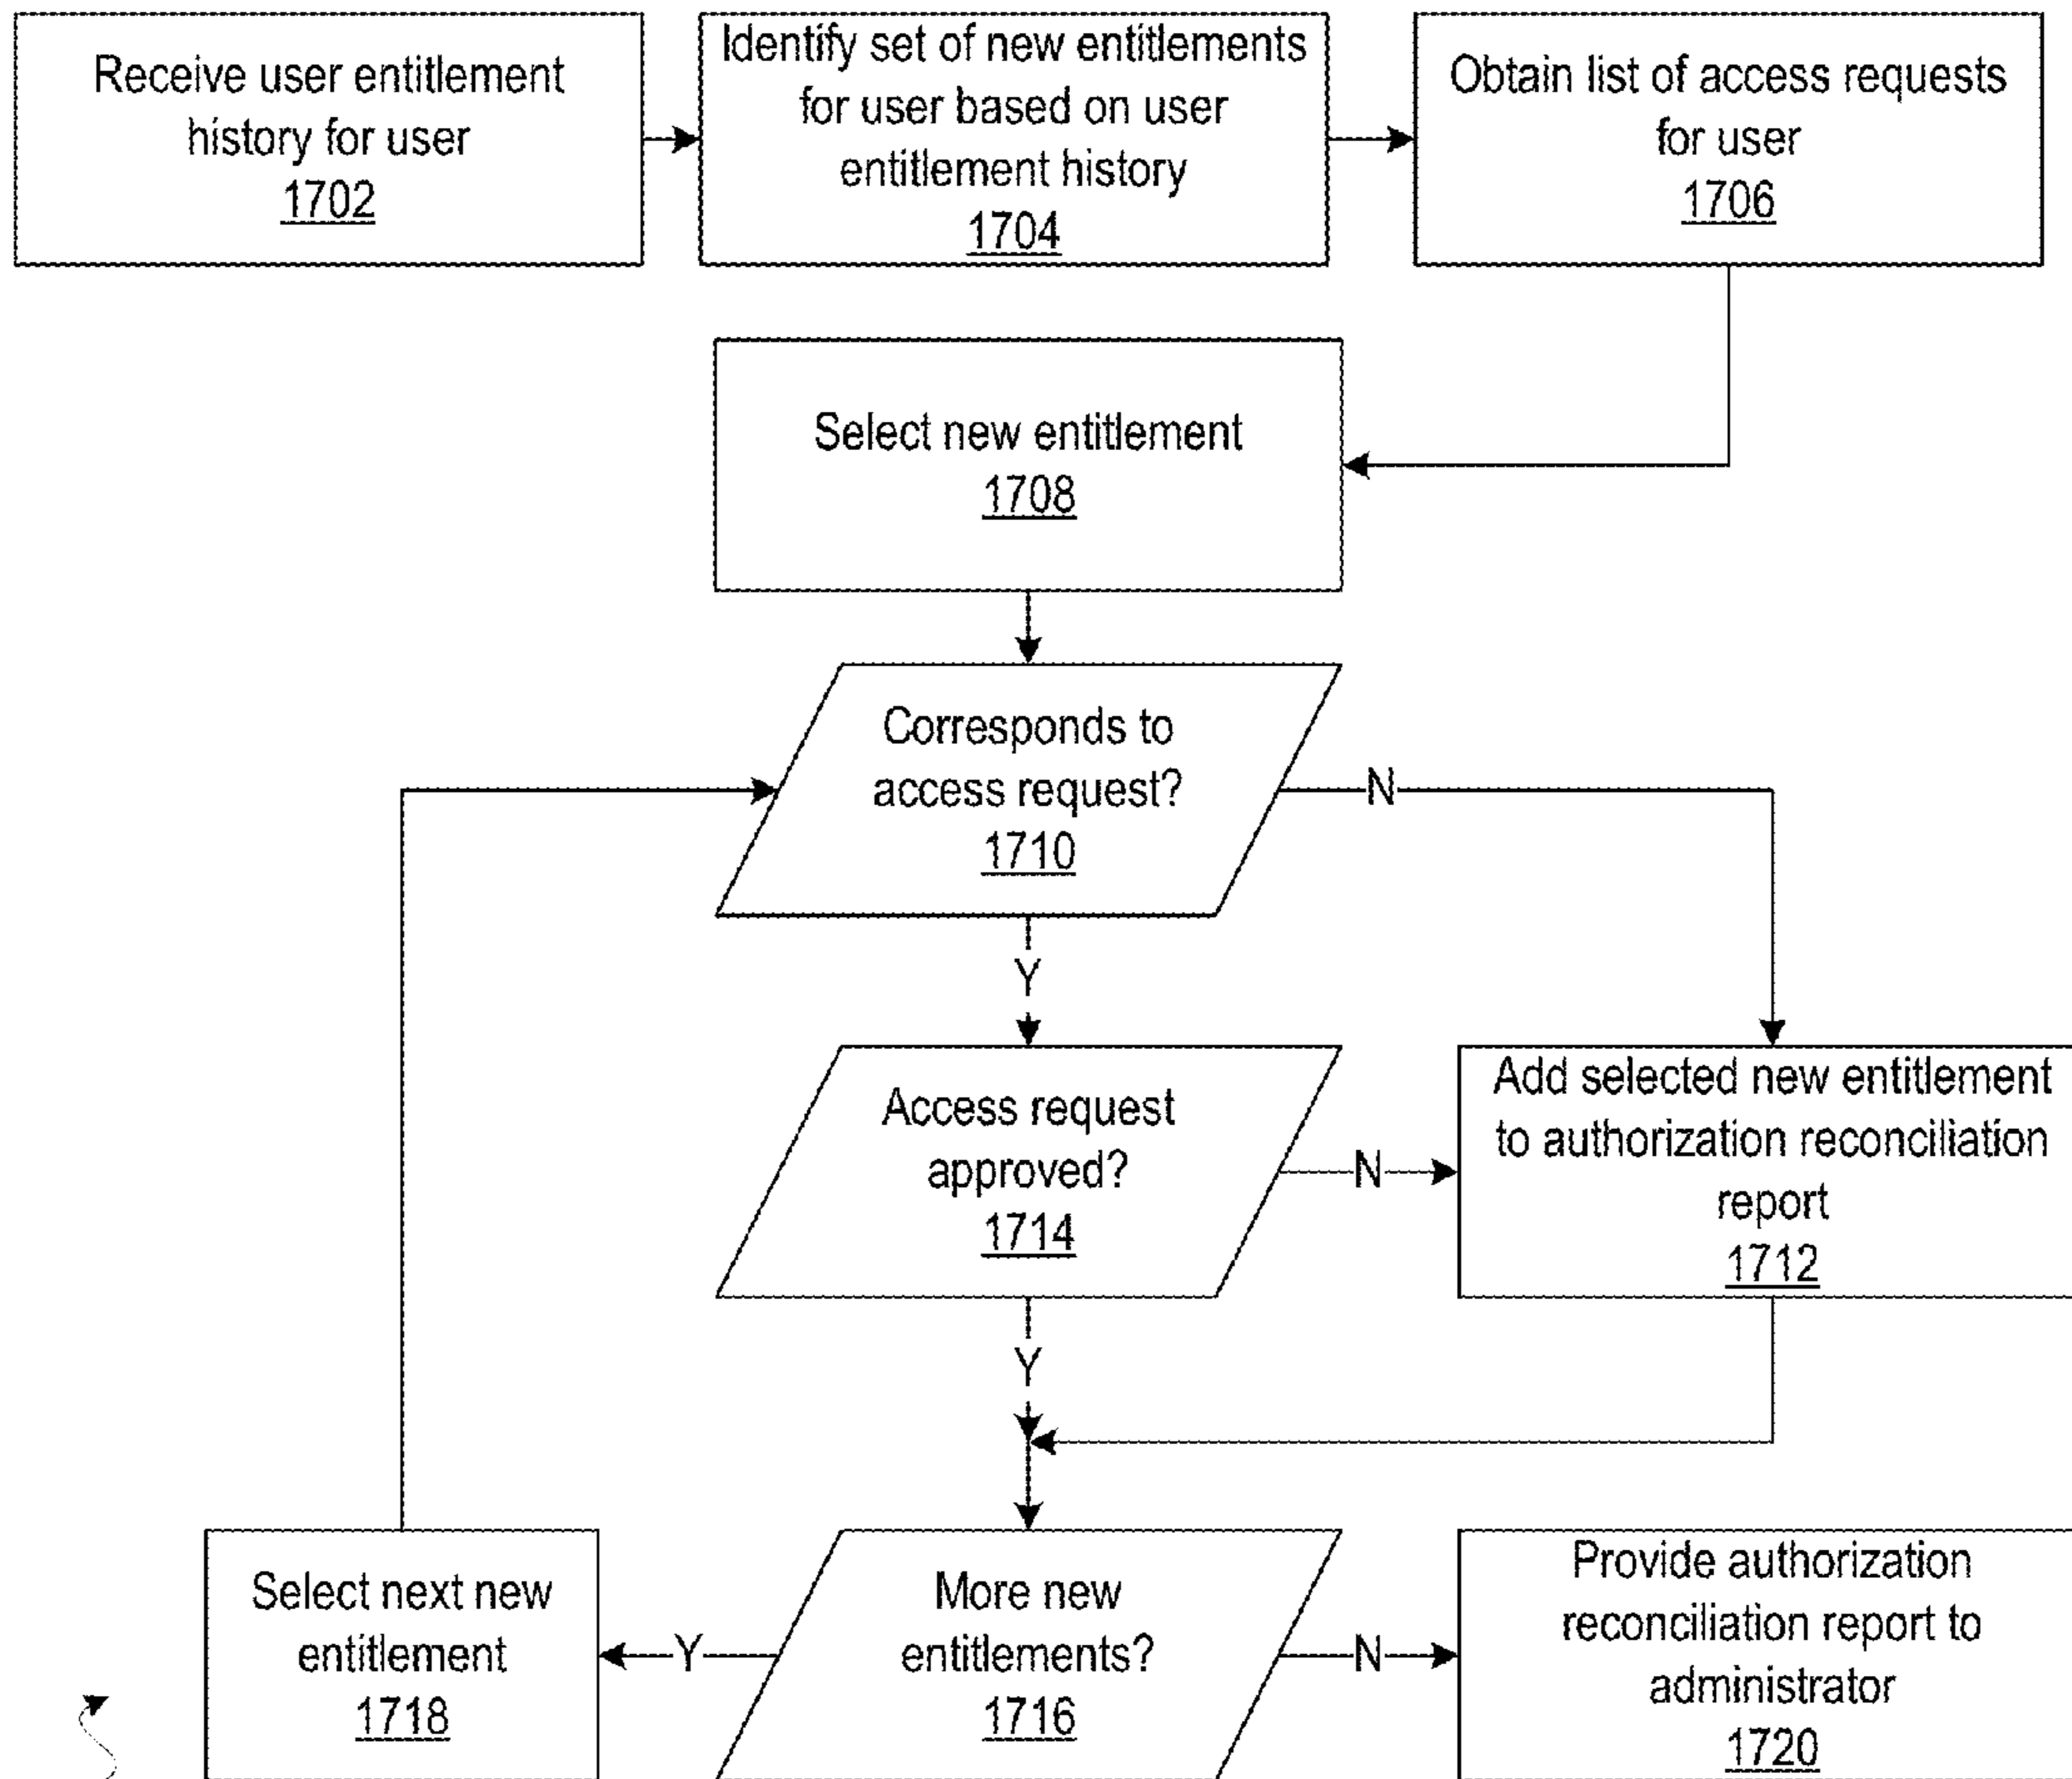 Receive user entitlement
history for user
1702
Identify set of new entitlements
for user based on user
entitlement history
1704
Obtain list of access requests
for user
1706
Select new entitlement
1708
Corresponds to
access request?
1710
N
Y
Access request
approved?
1714
N
Add selected new entitlement
to authorization reconciliation
report
1712
Y
Select next new
entitlement
1718
Y
More new
entitlements?
1716
N
Provide authorization
reconciliation report to
administrator
1720